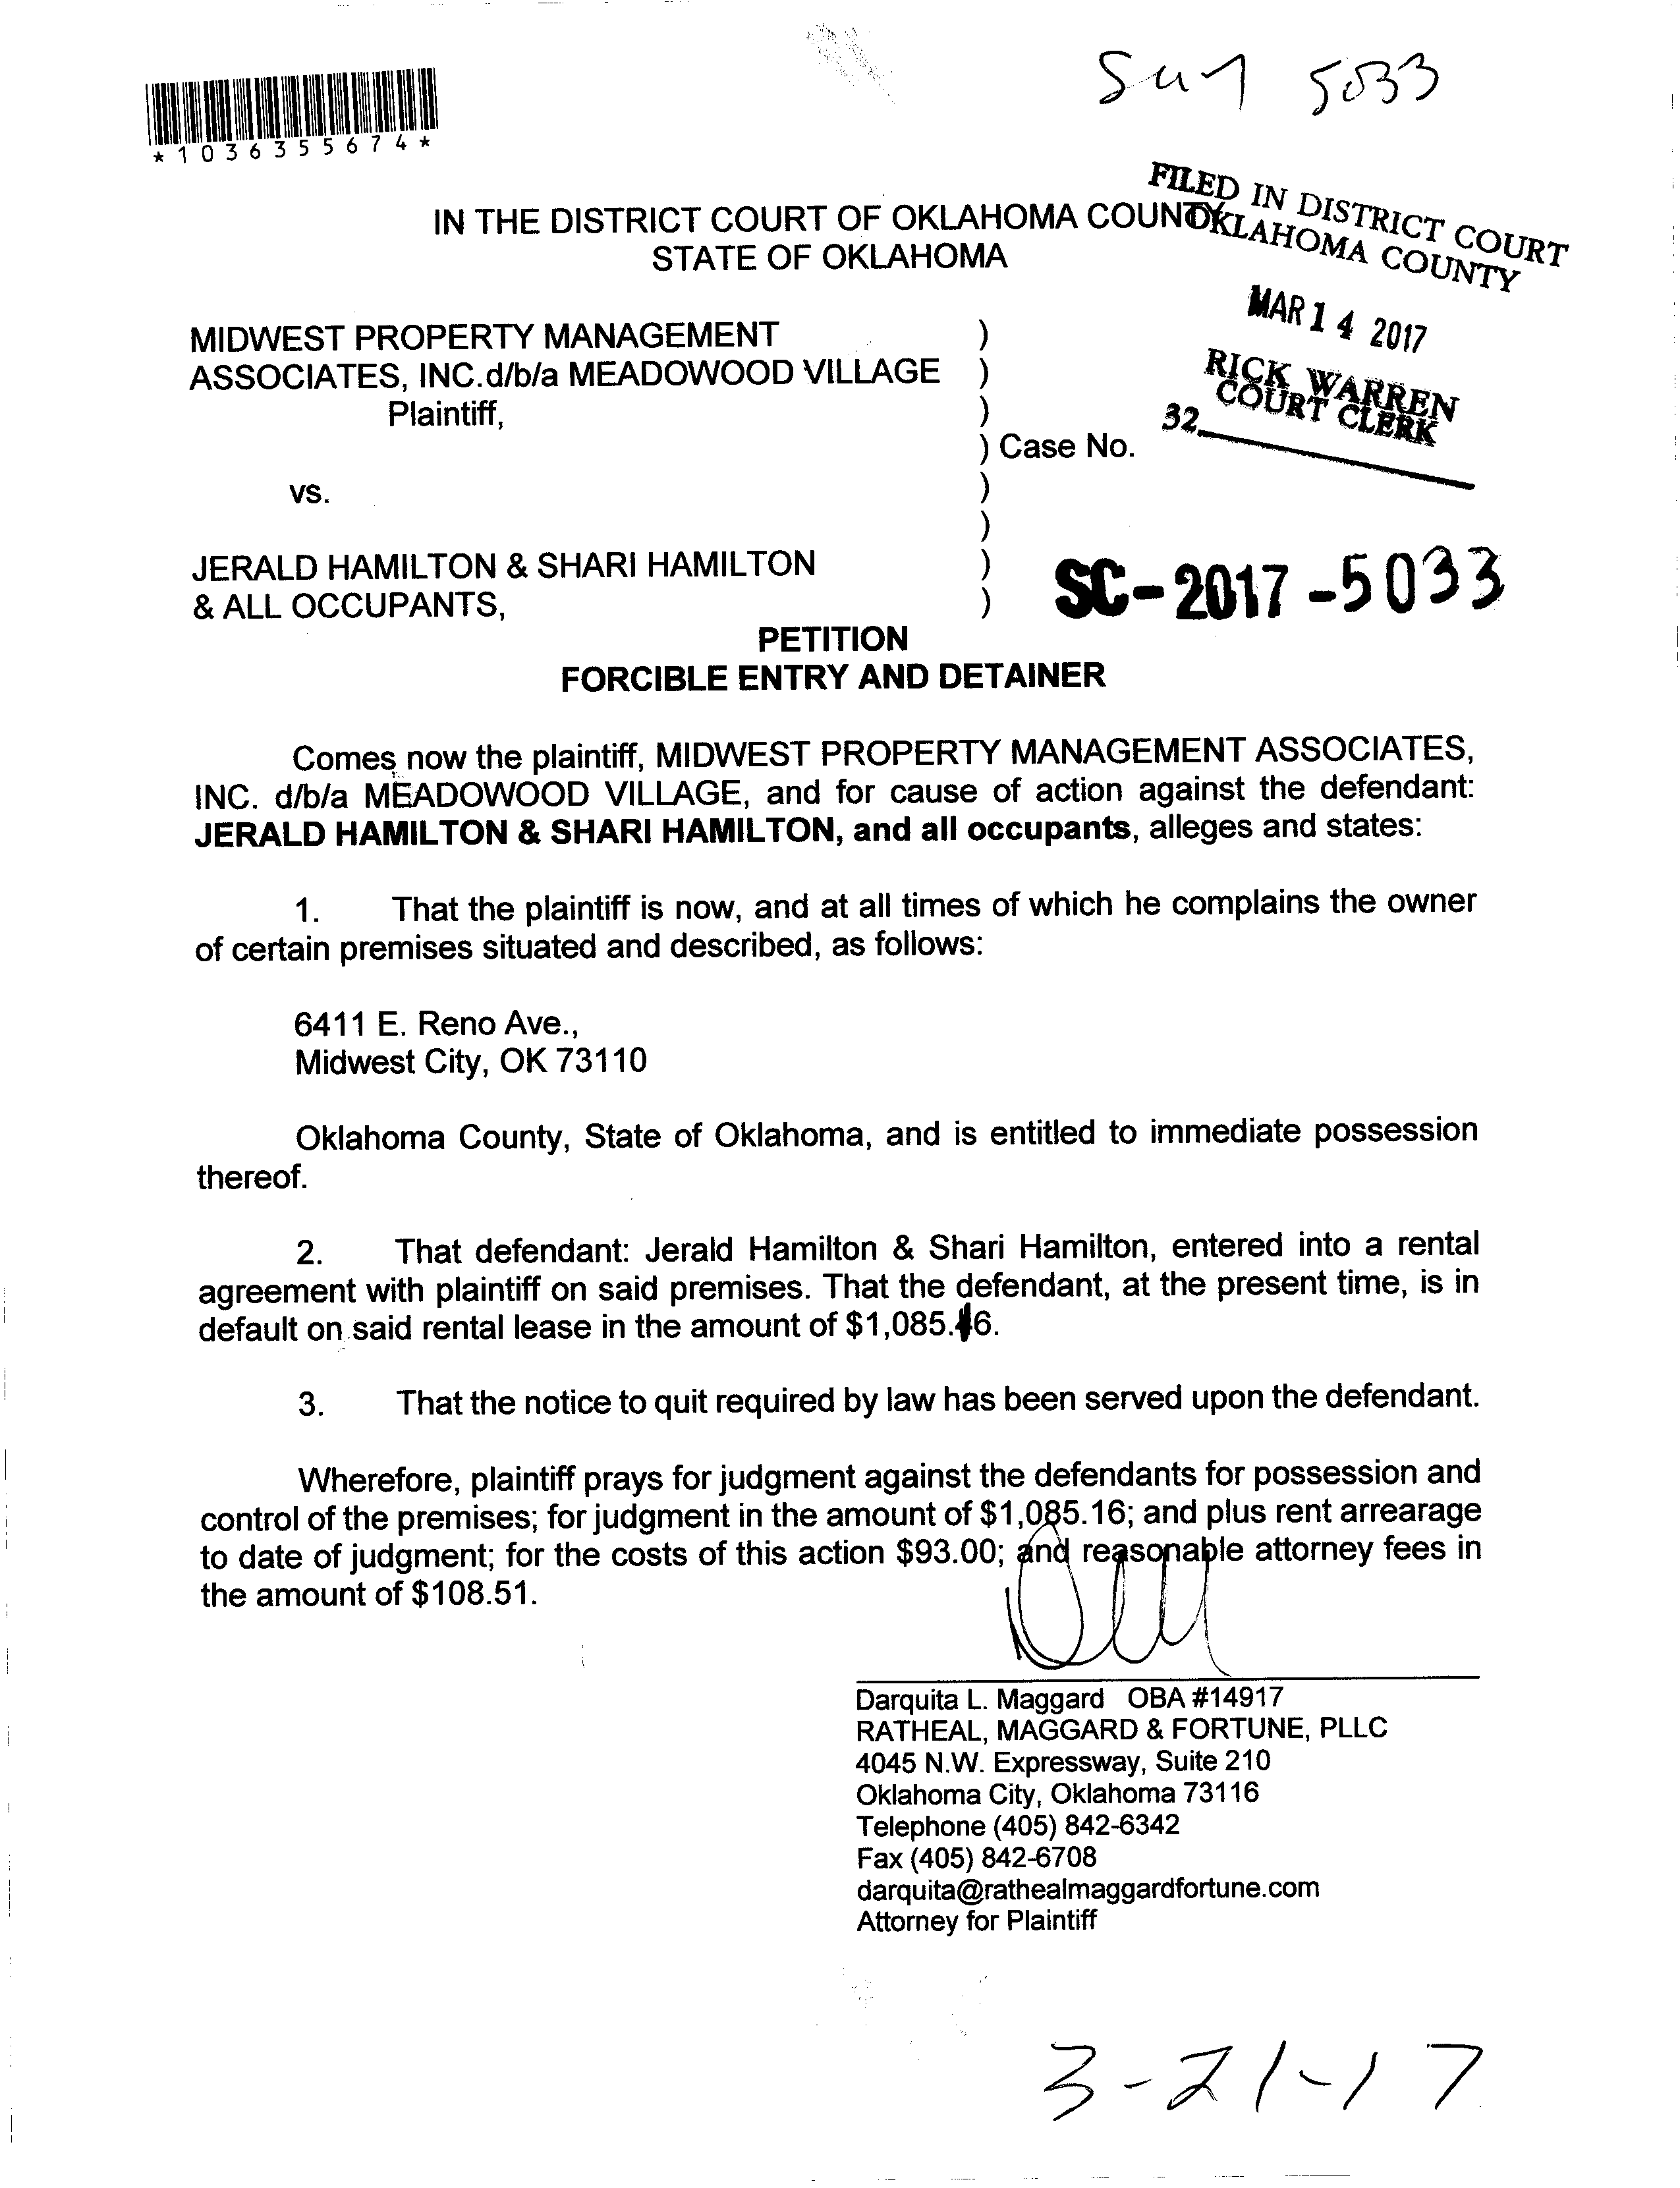 5033
*1036355674*
FILED IN DISTRICT COURT
OKLAHOMA COUNTY
IN THE DISTRICT COURT OF OKLAHOMA COUNTY
STATE OF OKLAHOMA
MAR 14 2017
RICK WARREN
COURT CLERK
32
MIDWEST PROPERTY MANAGEMENT )
ASSOCIATES, INC.d/b/a MEADOWOOD VILLAGE )
Plaintiff, )
) Case No.
vs. )
)
JERALD HAMILTON & SHARI HAMILTON )
& ALL OCCUPANTS, )
SC-2017-5033
PETITION
FORCIBLE ENTRY AND DETAINER
Comes now the plaintiff, MIDWEST PROPERTY MANAGEMENT ASSOCIATES,
INC. d/b/a MEADOWOOD VILLAGE, and for cause of action against the defendant:
JERALD HAMILTON & SHARI HAMILTON, and all occupants, alleges and states:
1. That the plaintiff is now, and at all times of which he complains the owner
of certain premises situated and described, as follows:
6411 E. Reno Ave.,
Midwest City, OK 73110
Oklahoma County, State of Oklahoma, and is entitled to immediate possession
thereof.
2. That defendant: Jerald Hamilton & Shari Hamilton, entered into a rental
agreement with plaintiff on said premises. That the defendant, at the present time, is in
default on said rental lease in the amount of $1,085.16.
3. That the notice to quit required by law has been served upon the defendant.
Wherefore, plaintiff prays for judgment against the defendants for possession and
control of the premises; for judgment in the amount of $1,085.16; and plus rent arrearage
to date of judgment; for the costs of this action $93.00; and reasonable attorney fees in
the amount of $108.51.
Darquita L. Maggard OBA #14917
RATHEAL, MAGGARD & FORTUNE, PLLC
4045 N.W. Expressway, Suite 210
Oklahoma City, Oklahoma 73116
Telephone (405) 842-6342
Fax (405) 842-6708
darquita@rathealmaggardfortune.com
Attorney for Plaintiff
3-21-17